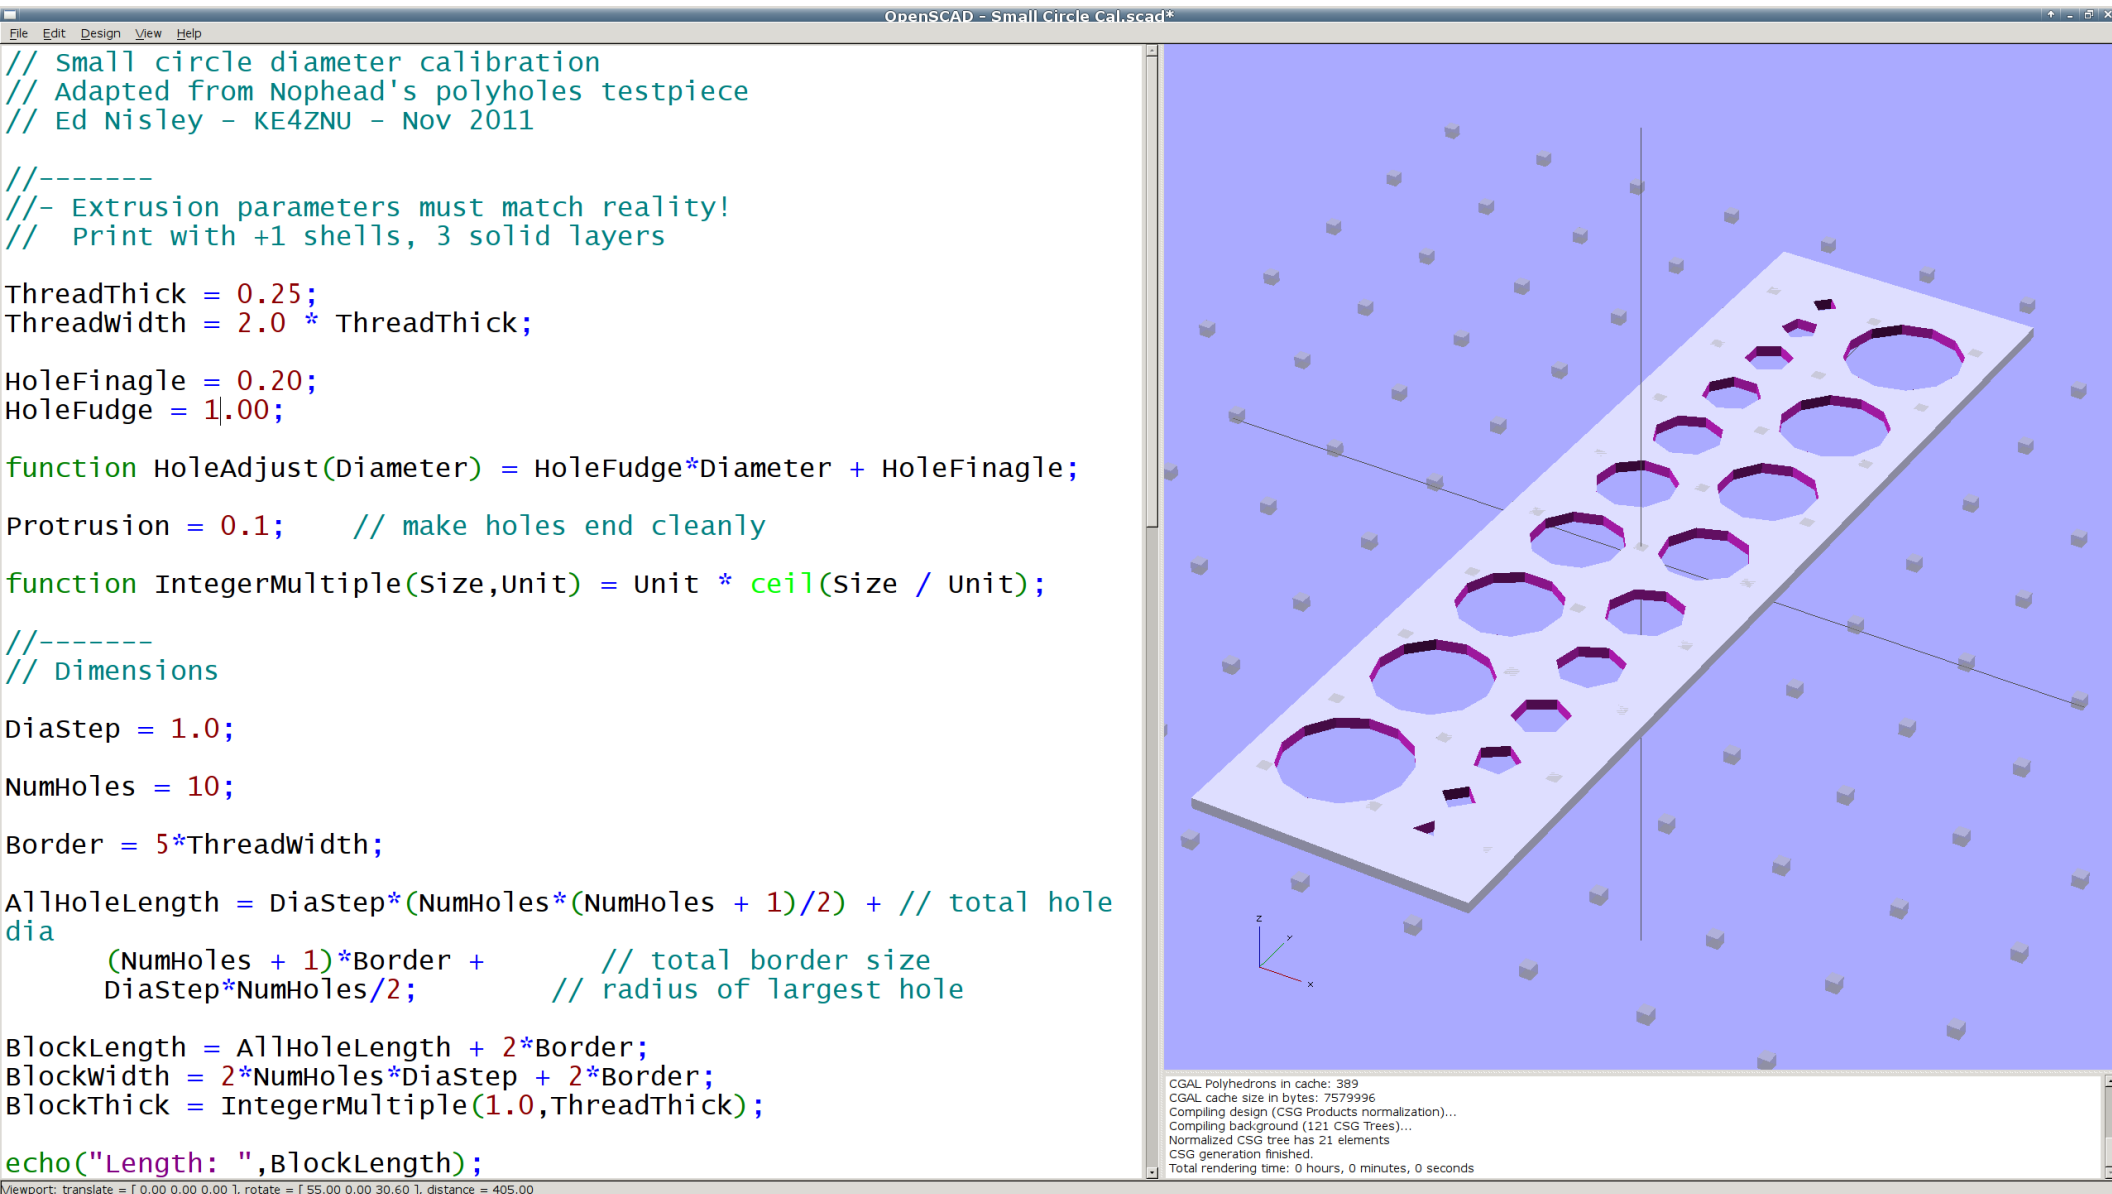 OpenSCAD - Small Circle Cal.scad*
File Edit Design View Help
// Small circle diameter calibration
// Adapted from Nophead's polyholes testpiece
// Ed Nisley - KE4ZNU - Nov 2011
//-------
//- Extrusion parameters must match reality!
//  Print with +1 shells, 3 solid layers
ThreadThick = 0.25;
ThreadWidth = 2.0 * ThreadThick;
HoleFinagle = 0.20;
HoleFudge = 1.00;
function HoleAdjust(Diameter) = HoleFudge*Diameter + HoleFinagle;
Protrusion = 0.1;    // make holes end cleanly
function IntegerMultiple(Size,Unit) = Unit * ceil(Size / Unit);
//-------
// Dimensions
DiaStep = 1.0;
NumHoles = 10;
Border = 5*ThreadWidth;
AllHoleLength = DiaStep*(NumHoles*(NumHoles + 1)/2) + // total hole
dia
(NumHoles + 1)*Border +       // total border size
DiaStep*NumHoles/2;        // radius of largest hole
BlockLength = AllHoleLength + 2*Border;
BlockWidth = 2*NumHoles*DiaStep + 2*Border;
BlockThick = IntegerMultiple(1.0,ThreadThick);
echo("Length: ",BlockLength);
z
y
x
CGAL Polyhedrons in cache: 389
CGAL cache size in bytes: 7579996
Compiling design (CSG Products normalization)...
Compiling background (121 CSG Trees)...
Normalized CSG tree has 21 elements
CSG generation finished.
Total rendering time: 0 hours, 0 minutes, 0 seconds
Viewport: translate = [ 0.00 0.00 0.00 ], rotate = [ 55.00 0.00 30.60 ], distance = 405.00